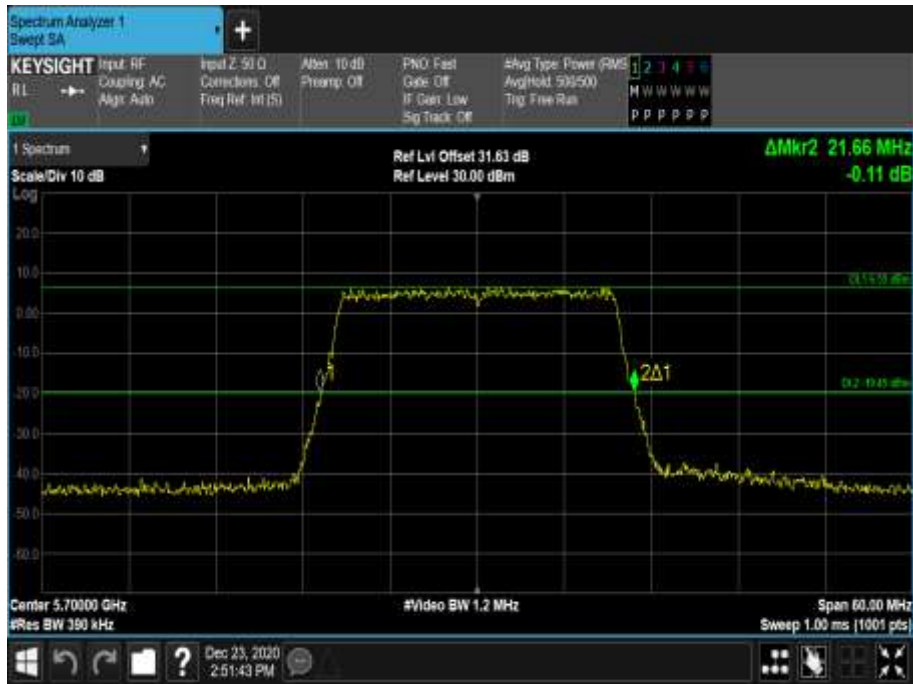 Spectrum Analyzer 1
Swept SA
+
KEYSIGHT Input: RF Input Z: 50 Ω Atten: 10 dB PNO: Fast #Avg Type: Power (RMS 1 2 3 4 5 6
RL Coupling: AC Corrections: Off Preamp: Off Gate: Off Avg|Hold: 500/500 M W W W W W
Align: Auto Freq Ref: Int (S) IF Gain: Low Trig: Free Run
Sig Track: Off P P P P P P
1 Spectrum
Ref Lvl Offset 31.63 dB
ΔMkr2 21.66 MHz
Scale/Div 10 dB
Ref Level 30.00 dBm
-0.11 dB
Log
20.0
10.0
0.00
-10.0
2Δ1
-20.0
-30.0
-40.0
-50.0
-60.0
Center 5.70000 GHz
#Video BW 1.2 MHz
Span 60.00 MHz
#Res BW 390 kHz
Sweep 1.00 ms (1001 pts)
?
Dec 23, 2020
2:51:43 PM